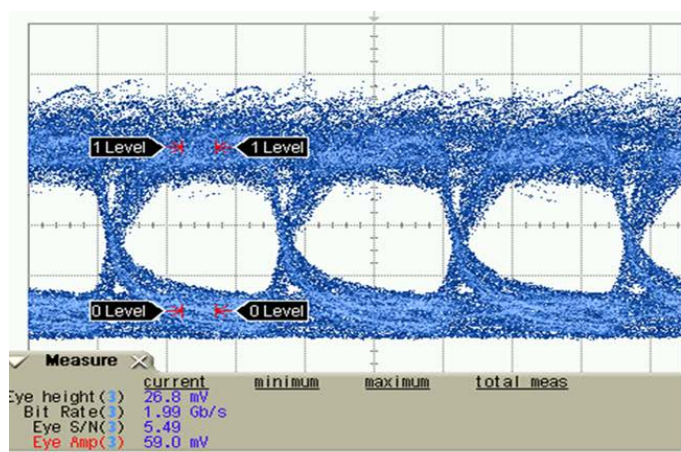 1 Level 1 Level
0 Level 0 Level
Measure
current minimum maximum total meas
Eye height(3) 26.8 mV
Bit Rate(3) 1.99 Gb/s
Eye S/N(3) 5.49
Eye Amp(3) 59.0 mV